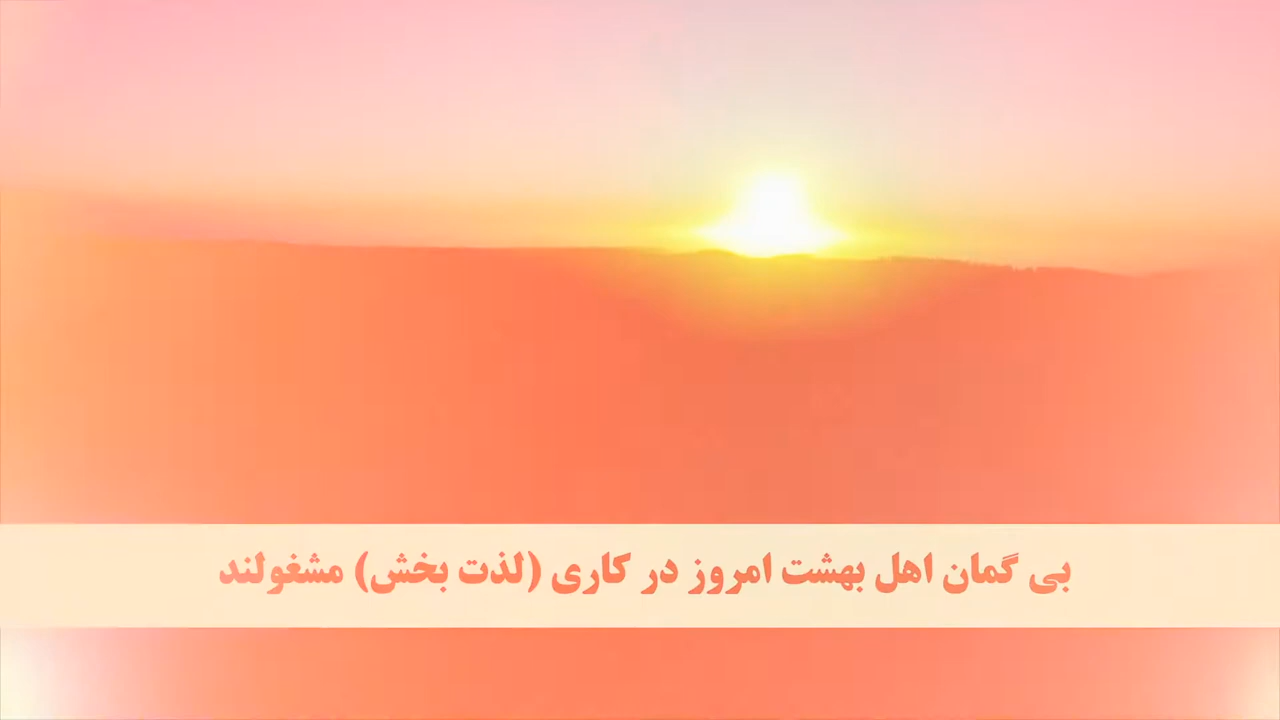 بی گمان اهل بهشت امروز در کاری (لذت بخش) مشغولند